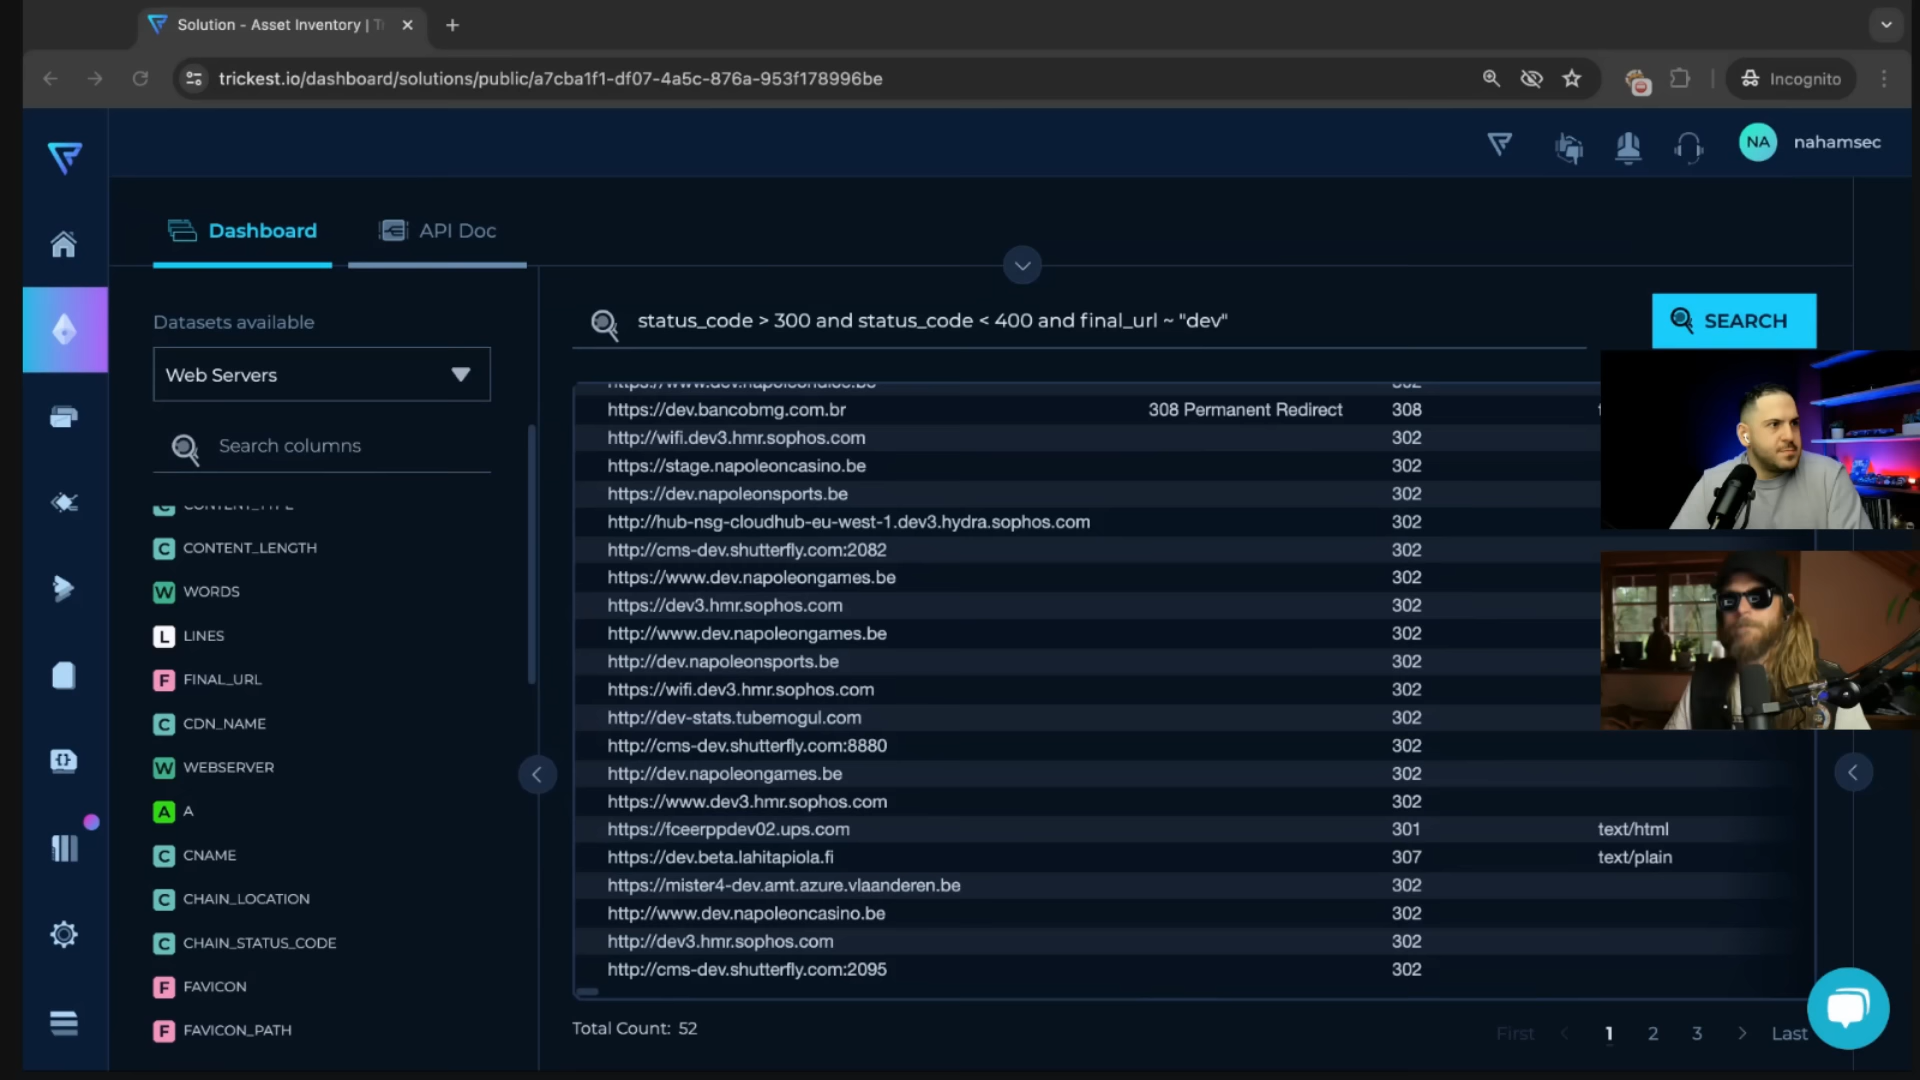 Solution - Asset Inventory | Tr
trickest.io/dashboard/solutions/public/a7cba1f1-df07-4a5c-876a-953f178996be
Incognito
NA
nahamsec
Dashboard
API Doc
Datasets available
Web Servers
Search columns
C CONTENT_TYPE
C CONTENT_LENGTH
W WORDS
L LINES
F FINAL_URL
C CDN_NAME
W WEBSERVER
A A
C CNAME
C CHAIN_LOCATION
C CHAIN_STATUS_CODE
F FAVICON
F FAVICON_PATH
status_code > 300 and status_code < 400 and final_url ~ "dev"
SEARCH
https://www.dev.napoleondice.be 302
https://dev.bancobmg.com.br 308 Permanent Redirect 308
http://wifi.dev3.hmr.sophos.com 302
https://stage.napoleoncasino.be 302
https://dev.napoleonsports.be 302
http://hub-nsg-cloudhub-eu-west-1.dev3.hydra.sophos.com 302
http://cms-dev.shutterfly.com:2082 302
https://www.dev.napoleongames.be 302
https://dev3.hmr.sophos.com 302
http://www.dev.napoleongames.be 302
http://dev.napoleonsports.be 302
https://wifi.dev3.hmr.sophos.com 302
http://dev-stats.tubemogul.com 302
http://cms-dev.shutterfly.com:8880 302
http://dev.napoleongames.be 302
https://www.dev3.hmr.sophos.com 302
https://fceerppdev02.ups.com 301 text/html
https://dev.beta.lahitapiola.fi 307 text/plain
https://mister4-dev.amt.azure.vlaanderen.be 302
http://www.dev.napoleoncasino.be 302
http://dev3.hmr.sophos.com 302
http://cms-dev.shutterfly.com:2095 302
Total Count: 52
First < 1 2 3 > Last